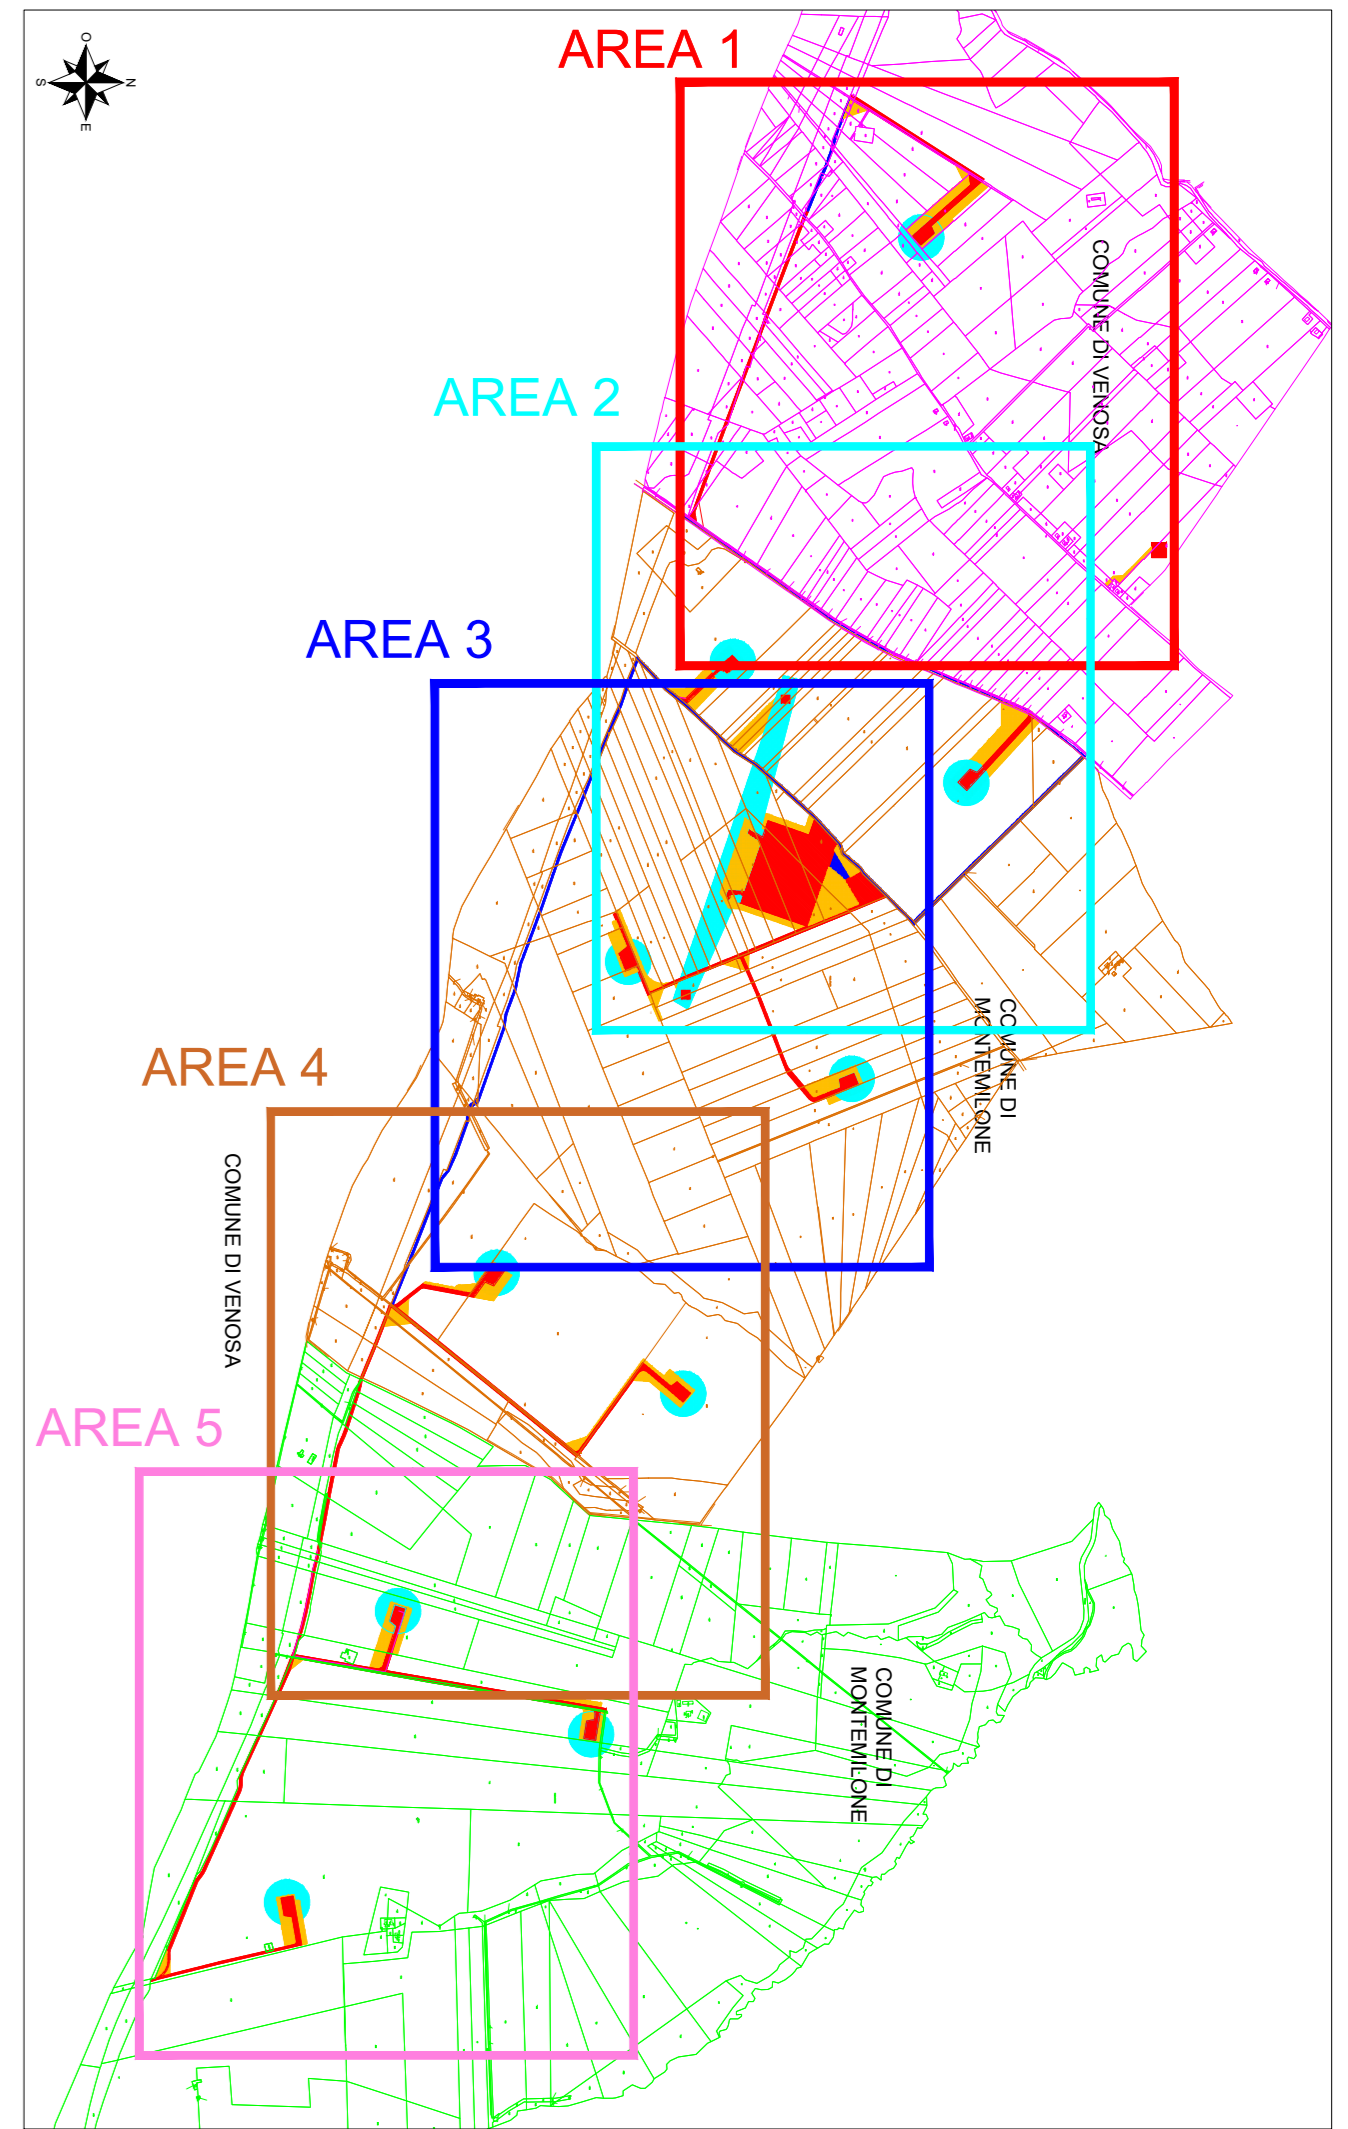 O
S
N
E
AREA 1
COMUNE DI VENOSA
AREA 2
AREA 3
COMUNE DI
MONTEMILONE
AREA 4
COMUNE DI VENOSA
AREA 5
COMUNE DI
MONTEMILONE